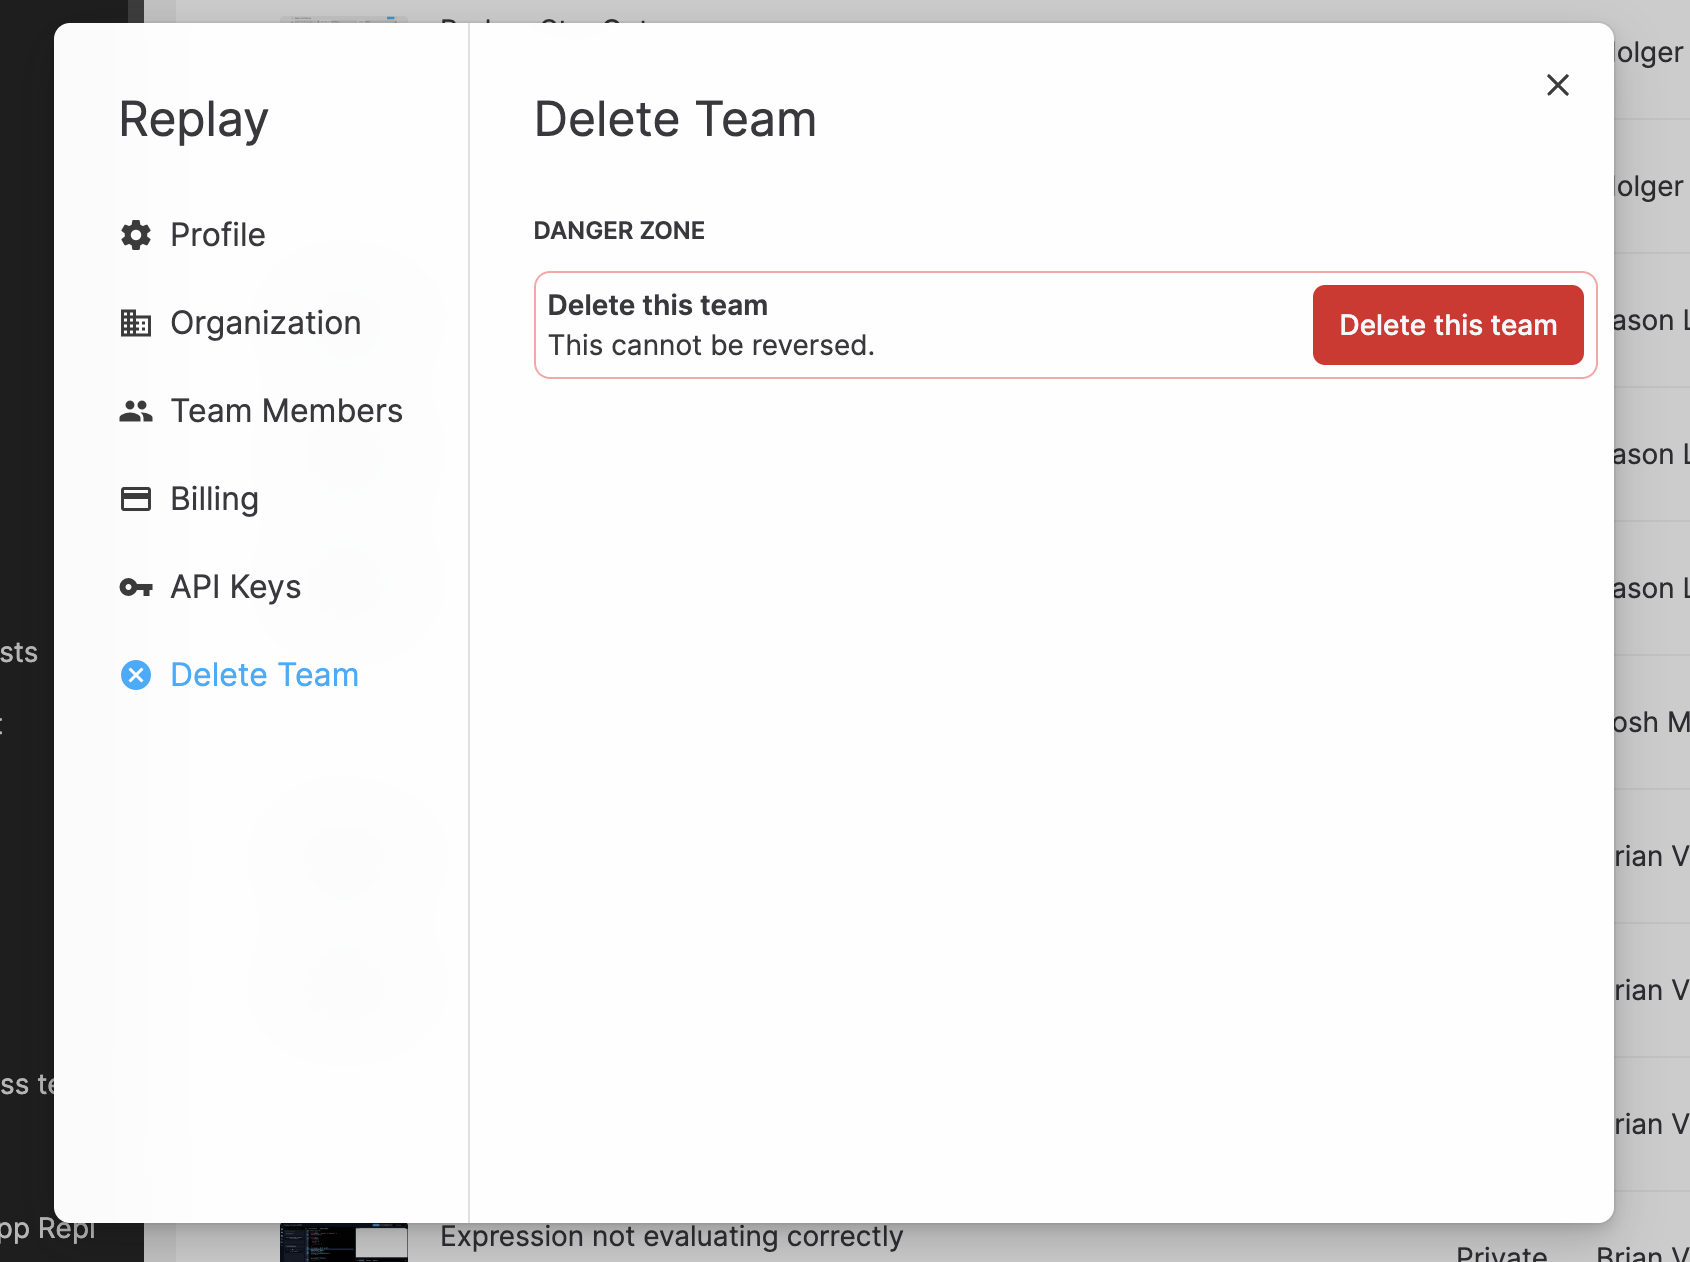 Replay
Profile
Organization
Team Members
Billing
API Keys
Delete Team
Delete Team
DANGER ZONE
Delete this team
This cannot be reversed.
Delete this team
olger
olger
ason L
ason L
ason L
osh M
rian V
rian V
rian V
sts
ss te
pp Repl
Expression not evaluating correctly
Private
Brian V